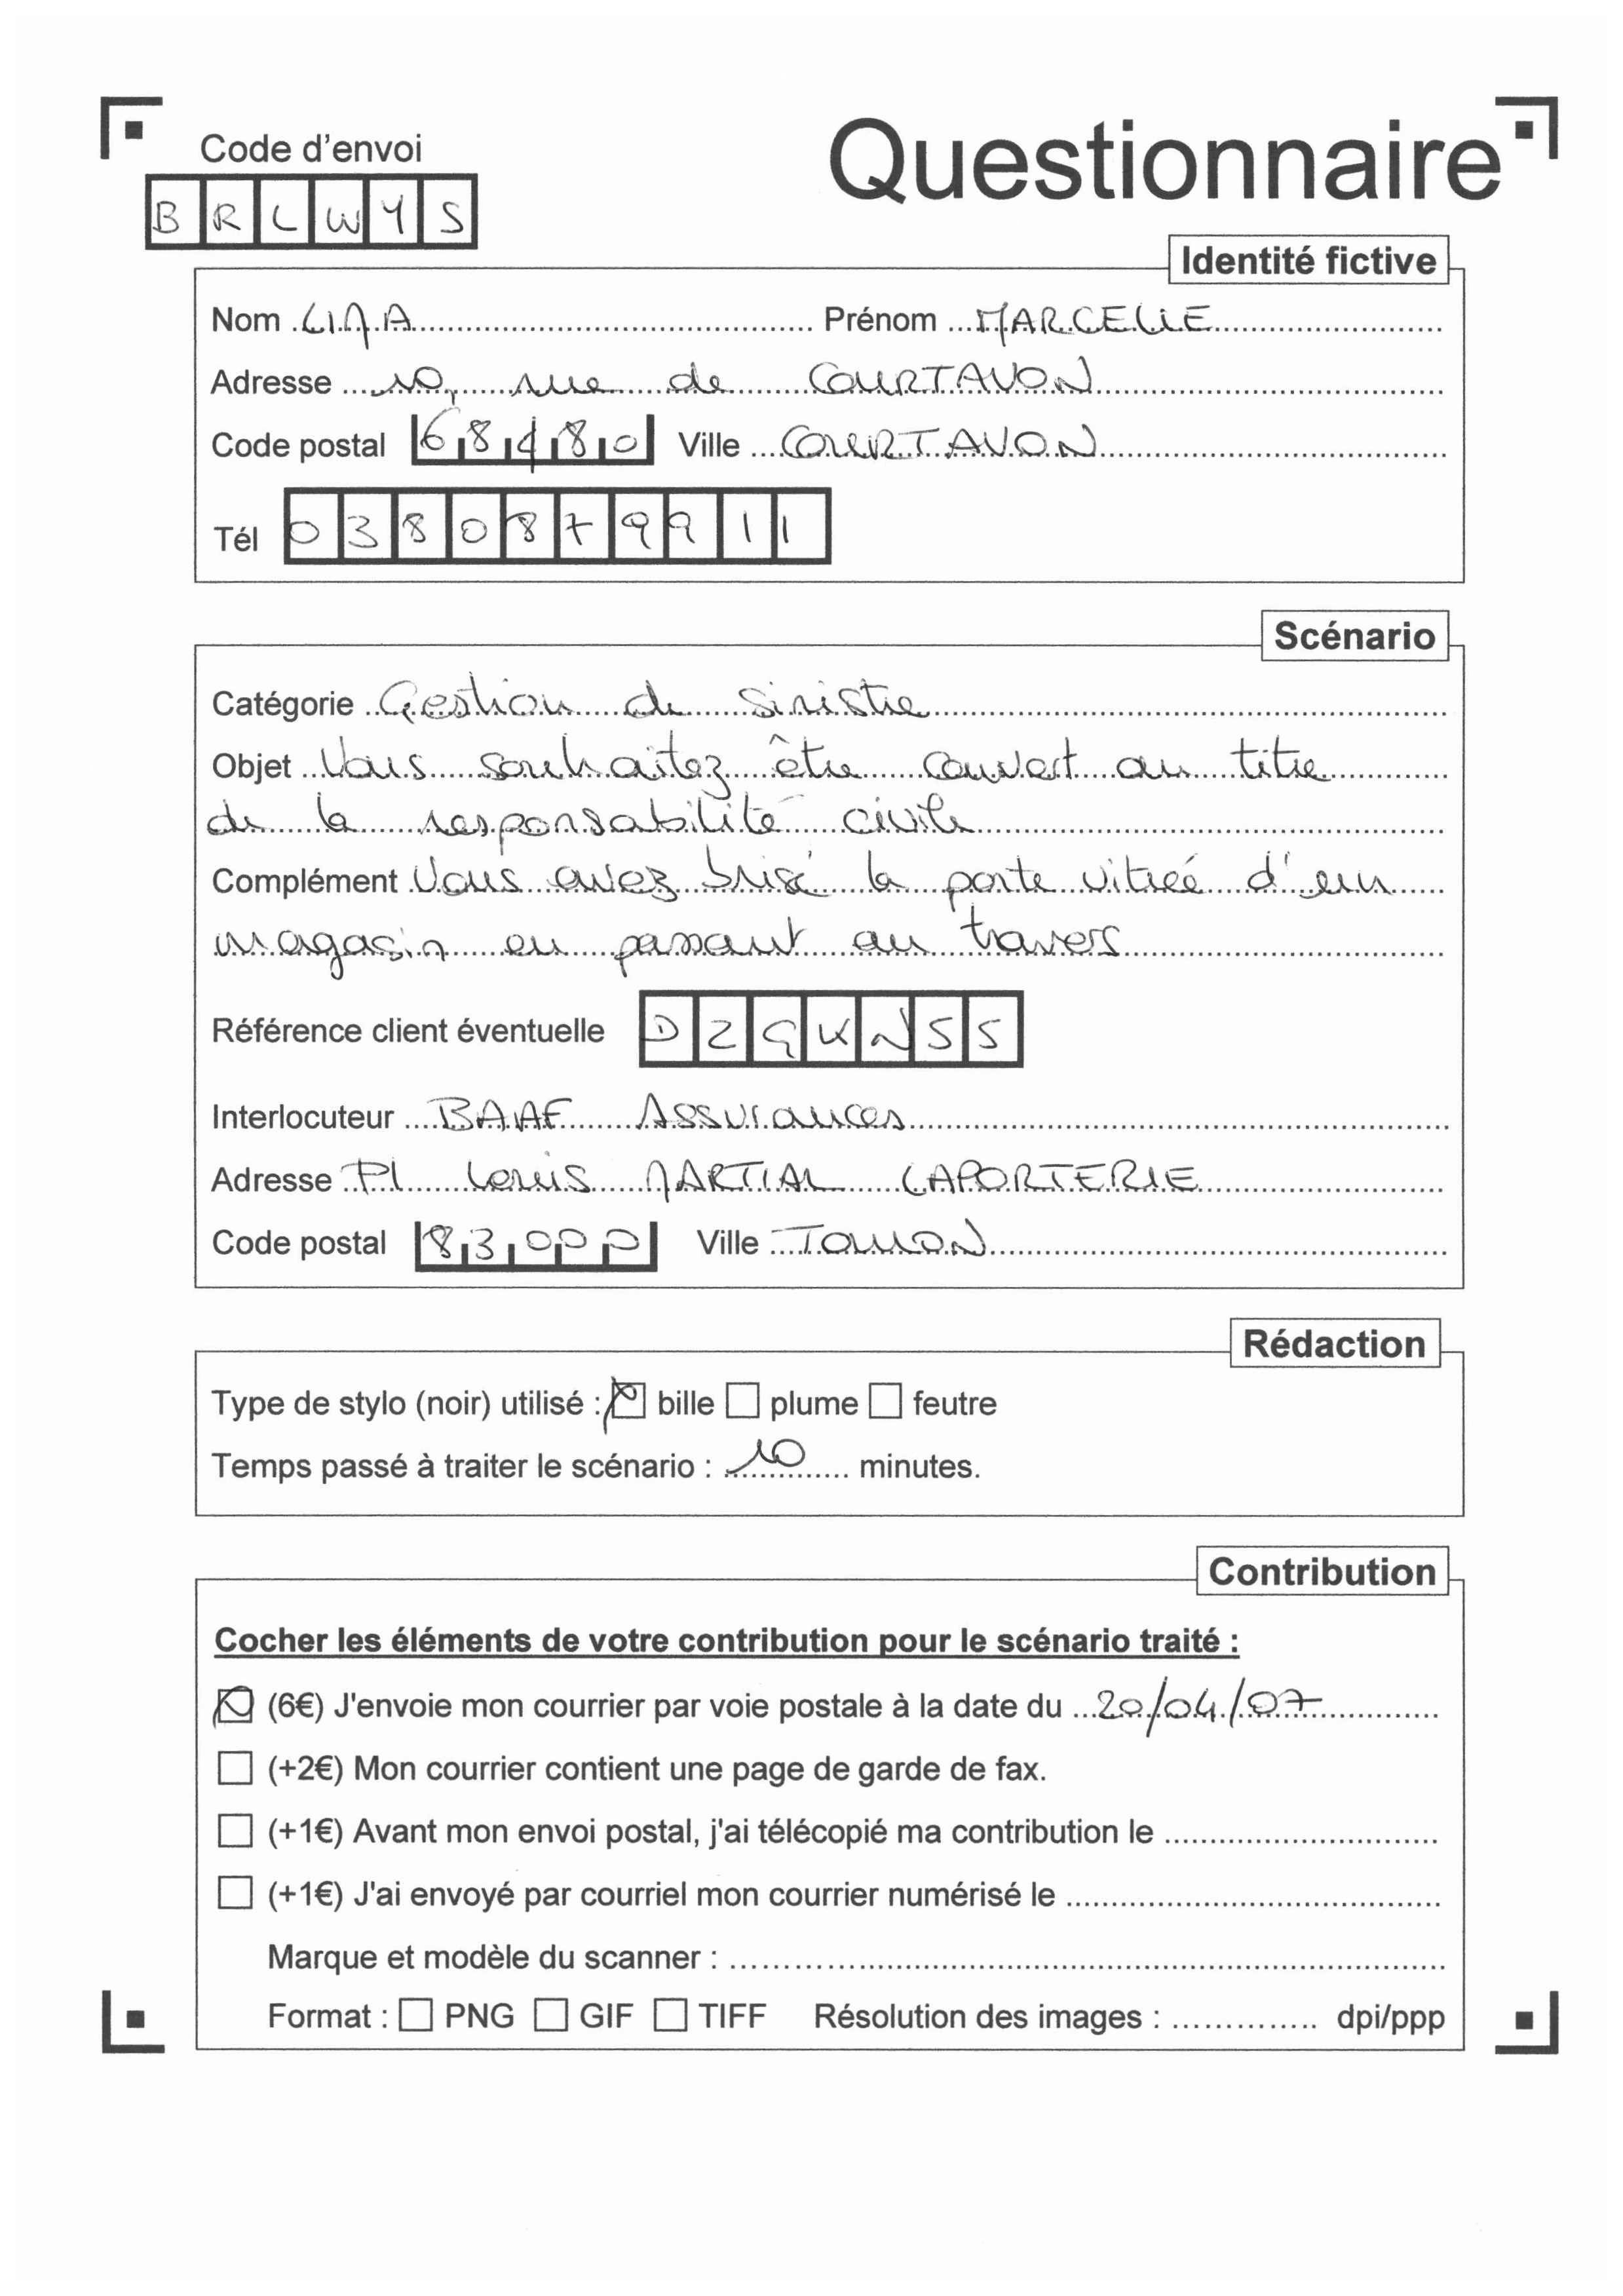 Code d'envoi
Questionnaire
BRLWYS
Identité fictive
Nom LIMA Prénom MARCELLE
Adresse 10, rue de COURTAVON
Code postal 68480 Ville COURTAVON
Tél 0380879911
Scénario
Catégorie Gestion de sinistre
Objet Vous souhaitez être couvert au titre
de la responsabilité civile
Complément Vous avez brisé la porte vitrée d'un
magasin en passant au travers
Référence client éventuelle DZGKNSS
Interlocuteur Assurances
Adresse Pl Louis MARTIAL LAPORTERIE
Code postal 83000 Ville TOULON
Rédaction
Type de stylo (noir) utilisé : bille plume feutre
Temps passé à traiter le scénario : 10 minutes.
Contribution
Cocher les éléments de votre contribution pour le scénario traité :
(6€) J'envoie mon courrier par voie postale à la date du 20/04/07
(+2€) Mon courrier contient une page de garde de fax.
(+1€) Avant mon envoi postal, j'ai télécopié ma contribution le
(+1€) J'ai envoyé par courriel mon courrier numérisé le
Marque et modèle du scanner :
Format : PNG GIF TIFF Résolution des images : dpi/ppp